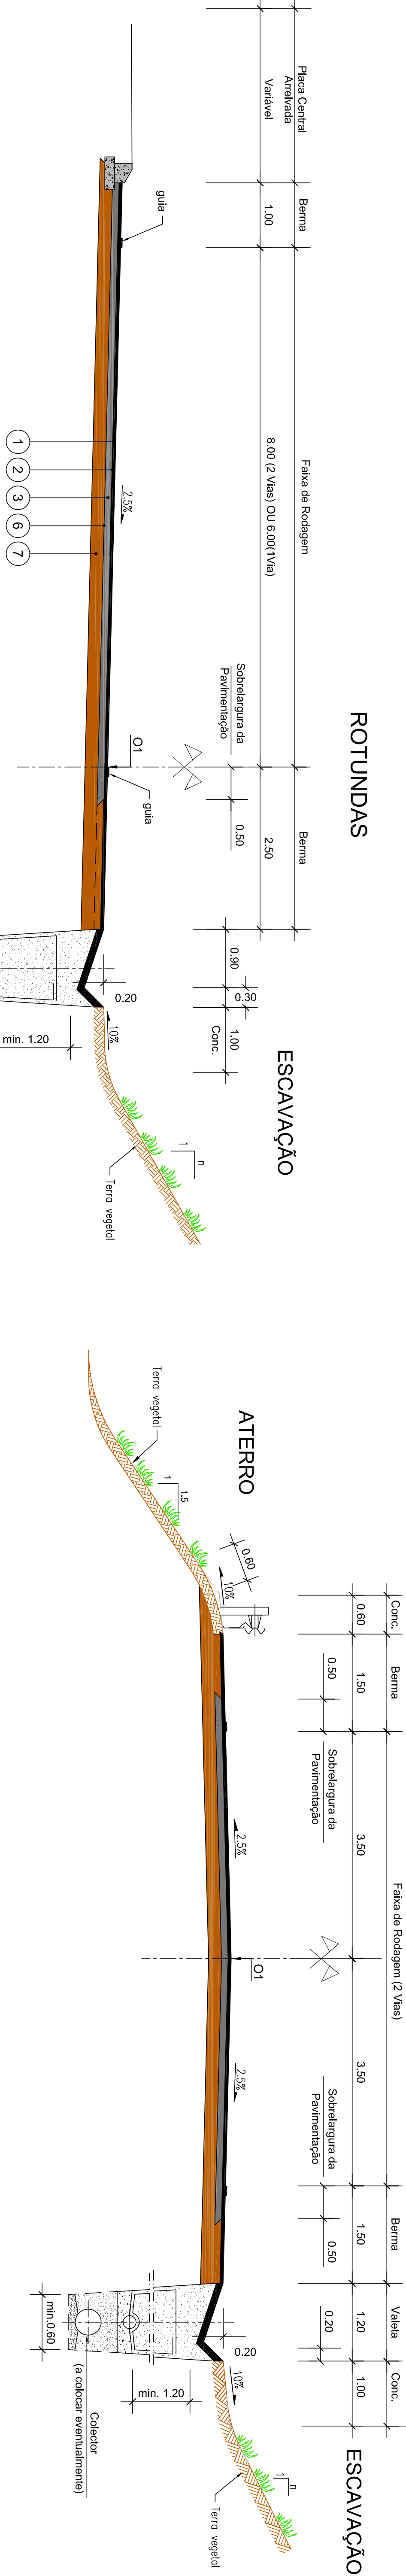 ROTUNDAS
ESCAVAÇÃO
Placa Central
Arrelvada
Variável
Berma
1.00
Faixa de Rodagem
8.00 (2 Vias) OU 6.00(1Via)
Berma
2.50
Sobrelargura da
Pavimentação
0.50
0.90
0.30
1.00
Conc.
guia
2.5%
O1
guia
0.20
10%
1
n
Terra vegetal
min. 1.20
1
2
3
6
7
ATERRO
ESCAVAÇÃO
Conc.
0.60
Berma
1.50
0.50
Faixa de Rodagem (2 Vias)
3.50
3.50
Sobrelargura da
Pavimentação
Sobrelargura da
Pavimentação
Berma
1.50
0.50
Valeta
1.20
0.20
Conc.
1.00
0.60
10%
1.5
1
Terra vegetal
2.5%
O1
2.5%
0.20
10%
1
n
Terra vegetal
min. 1.20
min.0.60
Colector
(a colocar eventualmente)